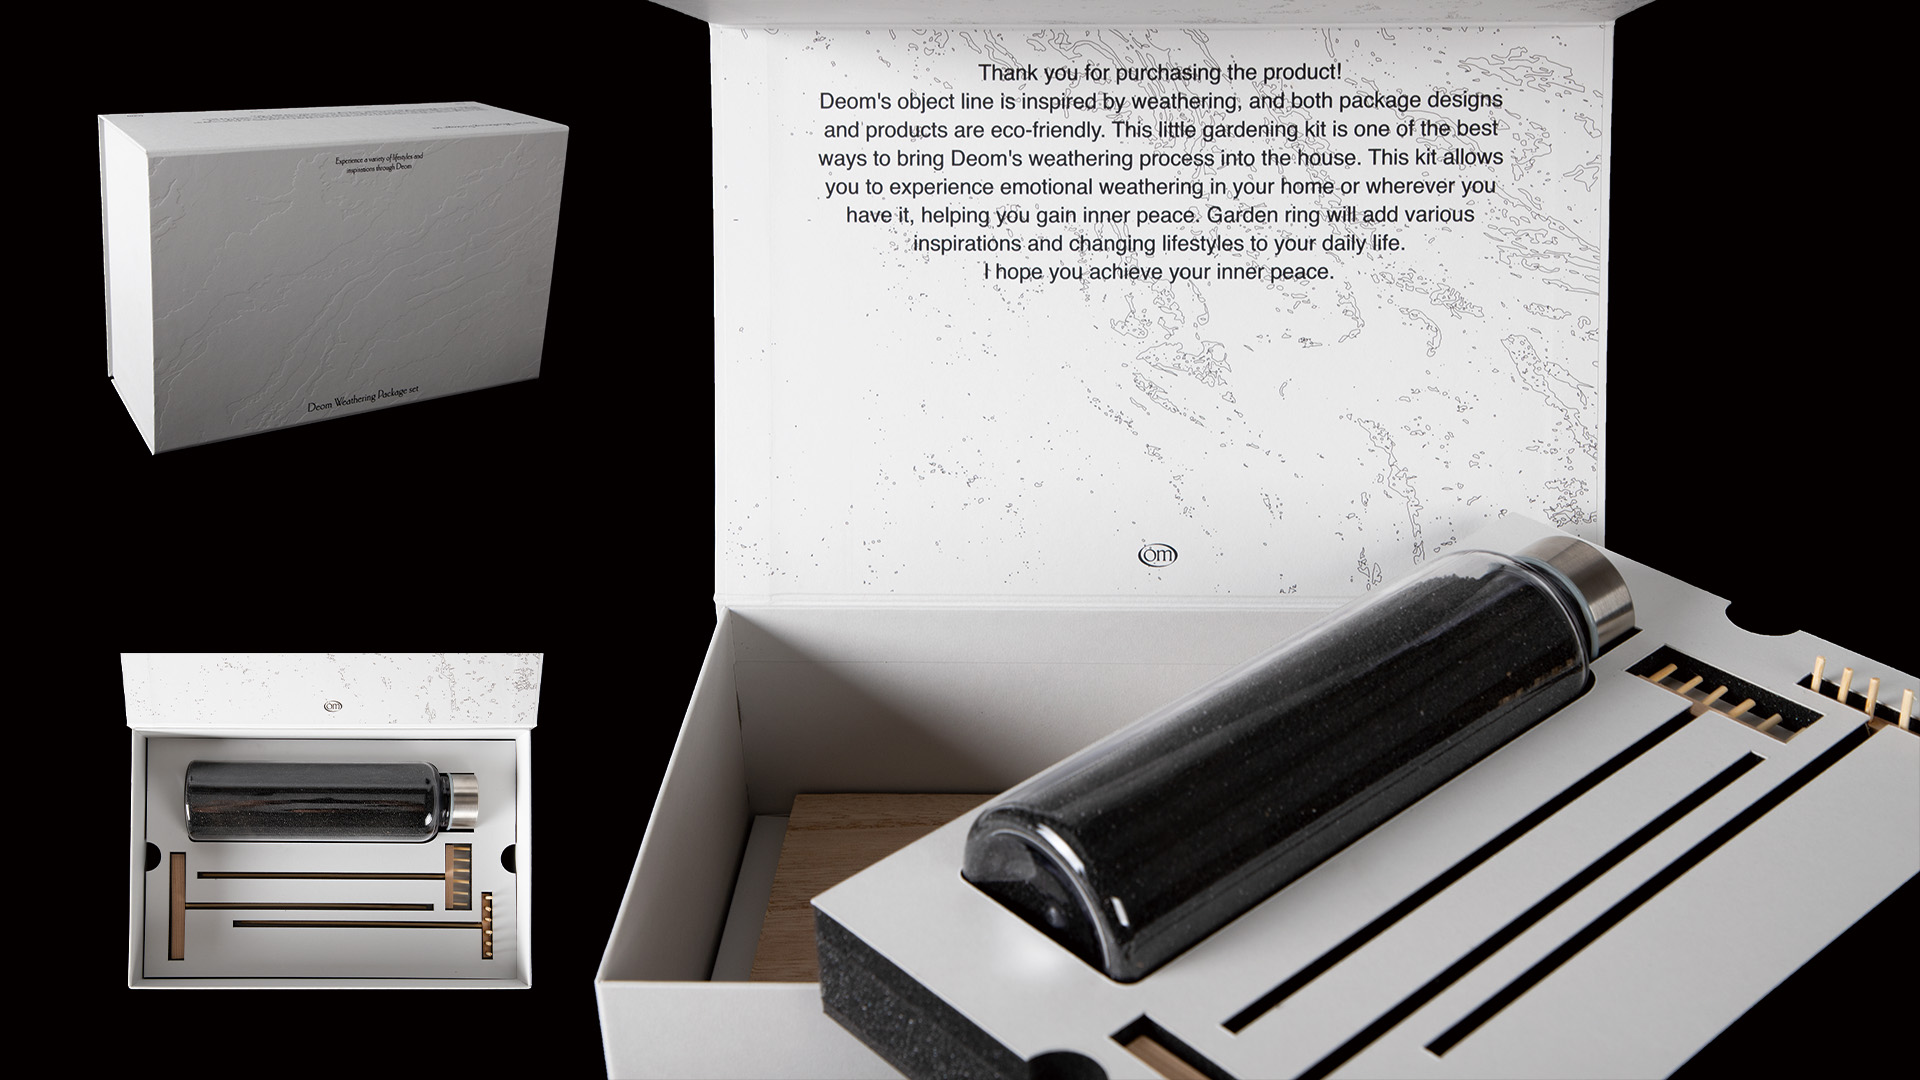 Experience a variety of lifestyles and
inspirations through Deom.
Deom Weathering Package set
Thank you for purchasing the product!
Deom's object line is inspired by weathering, and both package designs
and products are eco-friendly. This little gardening kit is one of the best
ways to bring Deom's weathering process into the house. This kit allows
you to experience emotional weathering in your home or wherever you
have it, helping you gain inner peace. Garden ring will add various
inspirations and changing lifestyles to your daily life.
I hope you achieve your inner peace.
öm
öm